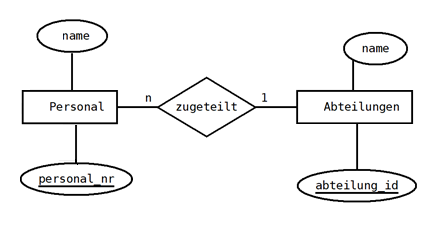 name
name
n
1
Personal
zugeteilt
Abteilungen
personal_nr
abteilung_id